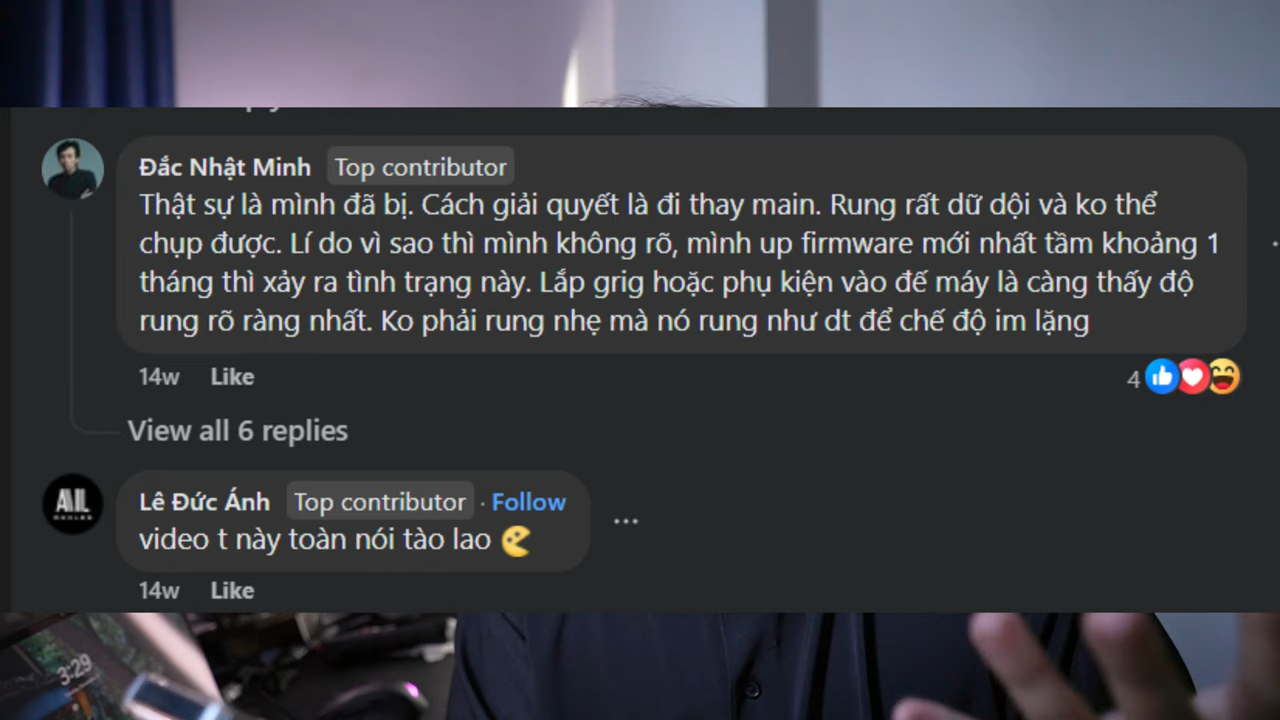 Đắc Nhật Minh Top contributor
Thật sự là mình đã bị. Cách giải quyết là đi thay main. Rung rất dữ dội và ko thể
chụp được. Lí do vì sao thì mình không rõ, mình up firmware mới nhất tầm khoảng 1
tháng thì xảy ra tình trạng này. Lắp grig hoặc phụ kiện vào đế máy là càng thấy độ
rung rõ ràng nhất. Ko phải rung nhẹ mà nó rung như dt để chế độ im lặng
14w Like 4
View all 6 replies
AL
Lê Đức Ánh Top contributor · Follow
video t này toàn nói tào lao
14w Like
3:29